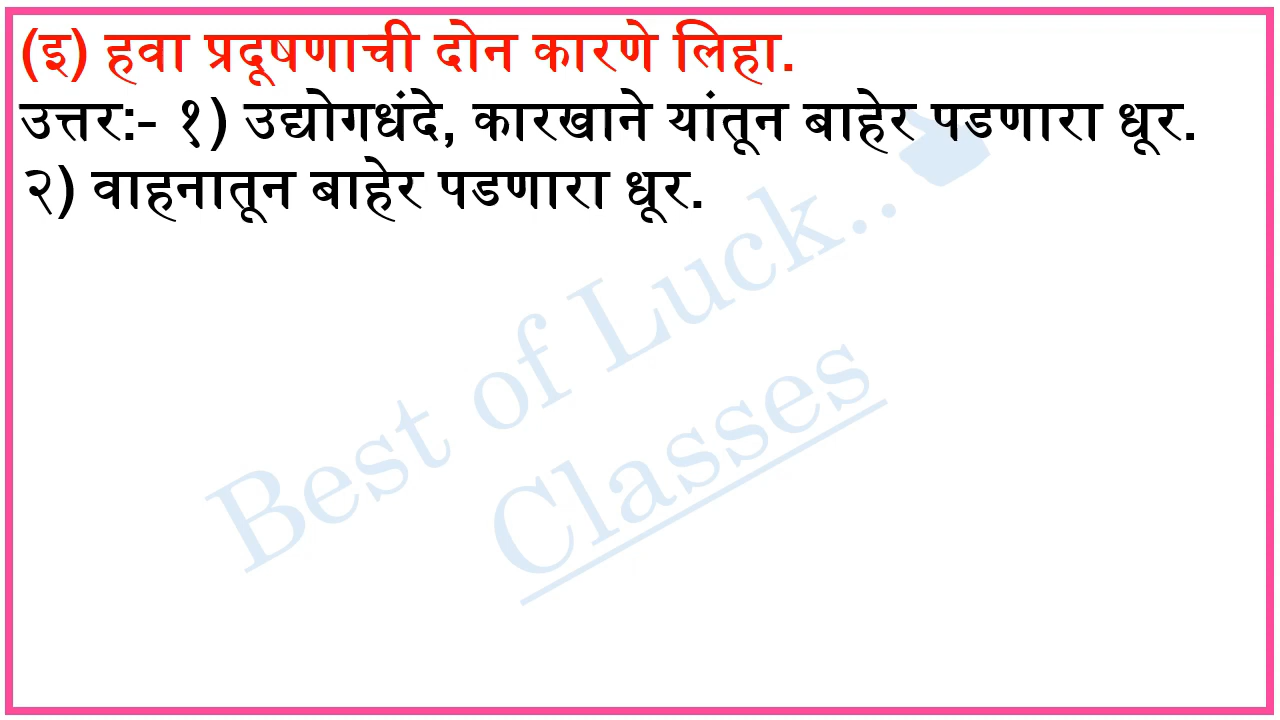 (इ) हवा प्रदूषणाची दोन कारणे लिहा.
उत्तर:- १) उद्योगधंदे, कारखाने यांतून बाहेर पडणारा धूर.
२) वाहनातून बाहेर पडणारा धूर.
Best of Luck..
Classes